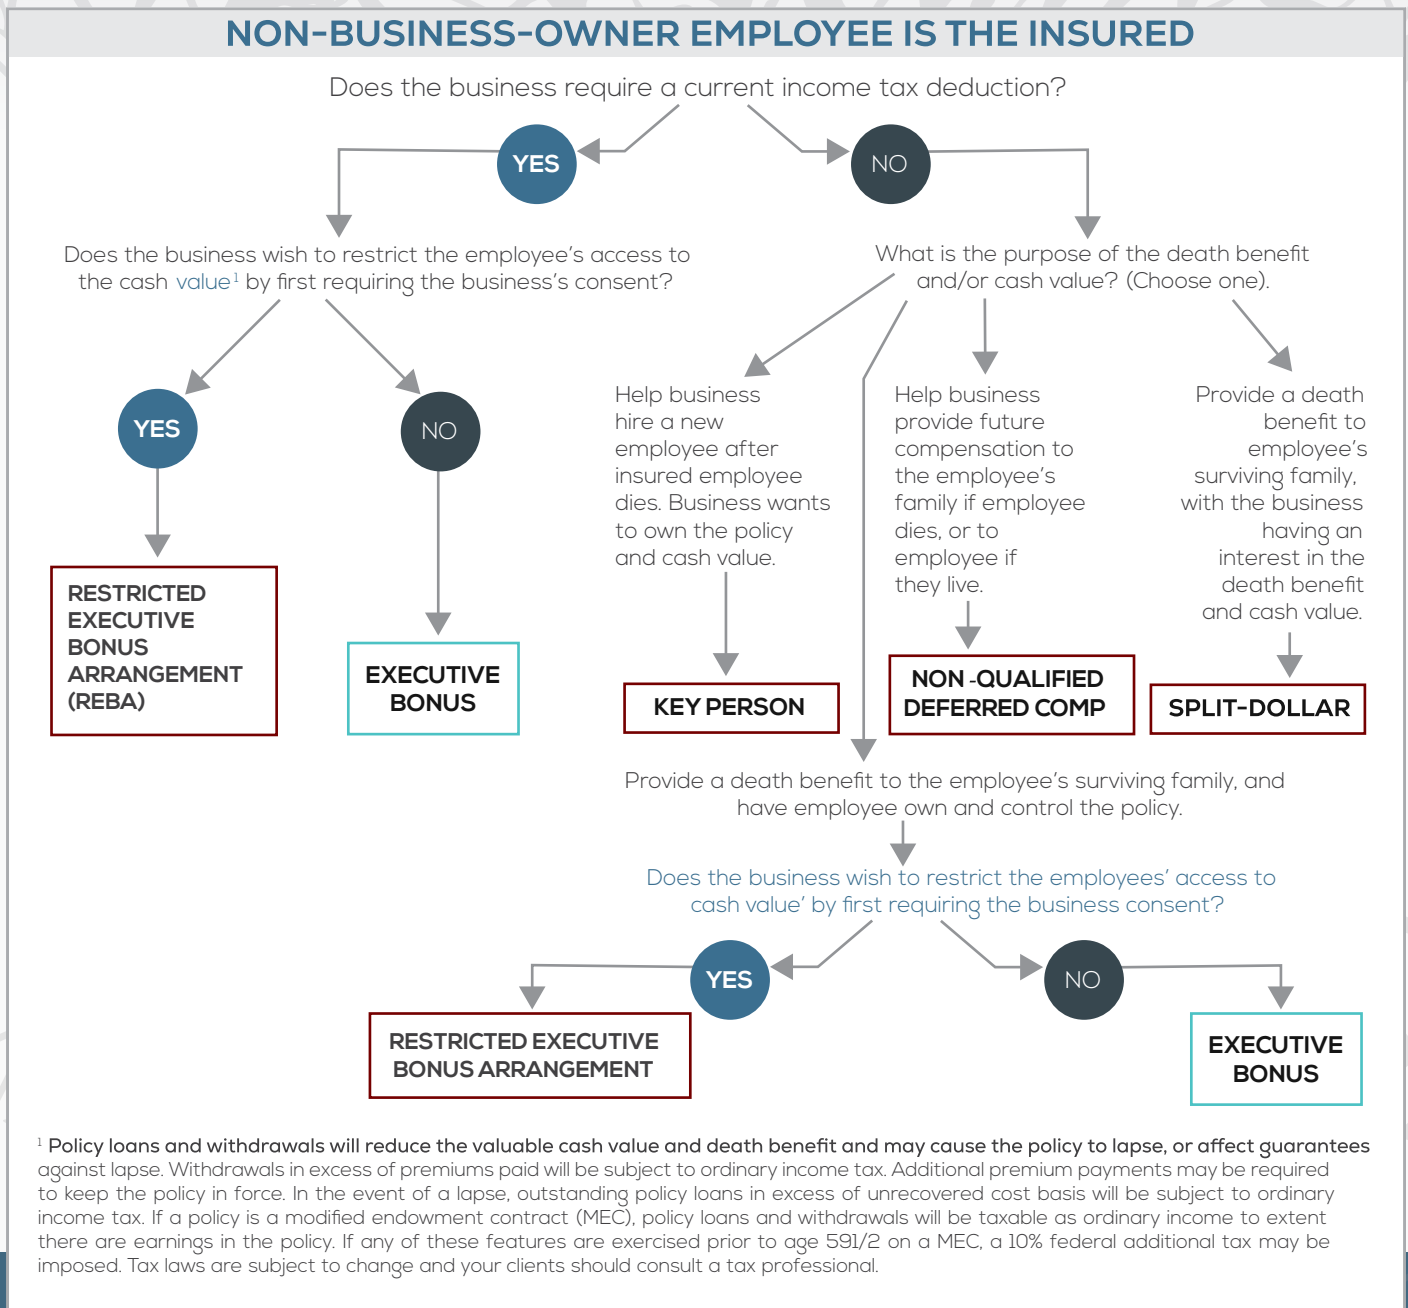 NON-BUSINESS-OWNER EMPLOYEE IS THE INSURED
Does the business require a current income tax deduction?
YES
NO
Does the business wish to restrict the employee's access to
the cash value¹ by first requiring the business's consent?
What is the purpose of the death benefit
and/or cash value? (Choose one).
YES
NO
RESTRICTED
EXECUTIVE
BONUS
ARRANGEMENT
(REBA)
EXECUTIVE
BONUS
Help business
hire a new
employee after
insured employee
dies. Business wants
to own the policy
and cash value.
KEY PERSON
Help business
provide future
compensation to
the employee's
family if employee
dies, or to
employee if
they live.
NON -QUALIFIED
DEFERRED COMP
Provide a death
benefit to
employee's
surviving family,
with the business
having an
interest in the
death benefit
and cash value.
SPLIT-DOLLAR
Provide a death benefit to the employee's surviving family, and
have employee own and control the policy.
Does the business wish to restrict the employees' access to
cash value' by first requiring the business consent?
YES
NO
RESTRICTED EXECUTIVE
BONUS ARRANGEMENT
EXECUTIVE
BONUS
¹ Policy loans and withdrawals will reduce the valuable cash value and death benefit and may cause the policy to lapse, or affect guarantees
against lapse. Withdrawals in excess of premiums paid will be subject to ordinary income tax. Additional premium payments may be required
to keep the policy in force. In the event of a lapse, outstanding policy loans in excess of unrecovered cost basis will be subject to ordinary
income tax. If a policy is a modified endowment contract (MEC), policy loans and withdrawals will be taxable as ordinary income to extent
there are earnings in the policy. If any of these features are exercised prior to age 591/2 on a MEC, a 10% federal additional tax may be
imposed. Tax laws are subject to change and your clients should consult a tax professional.